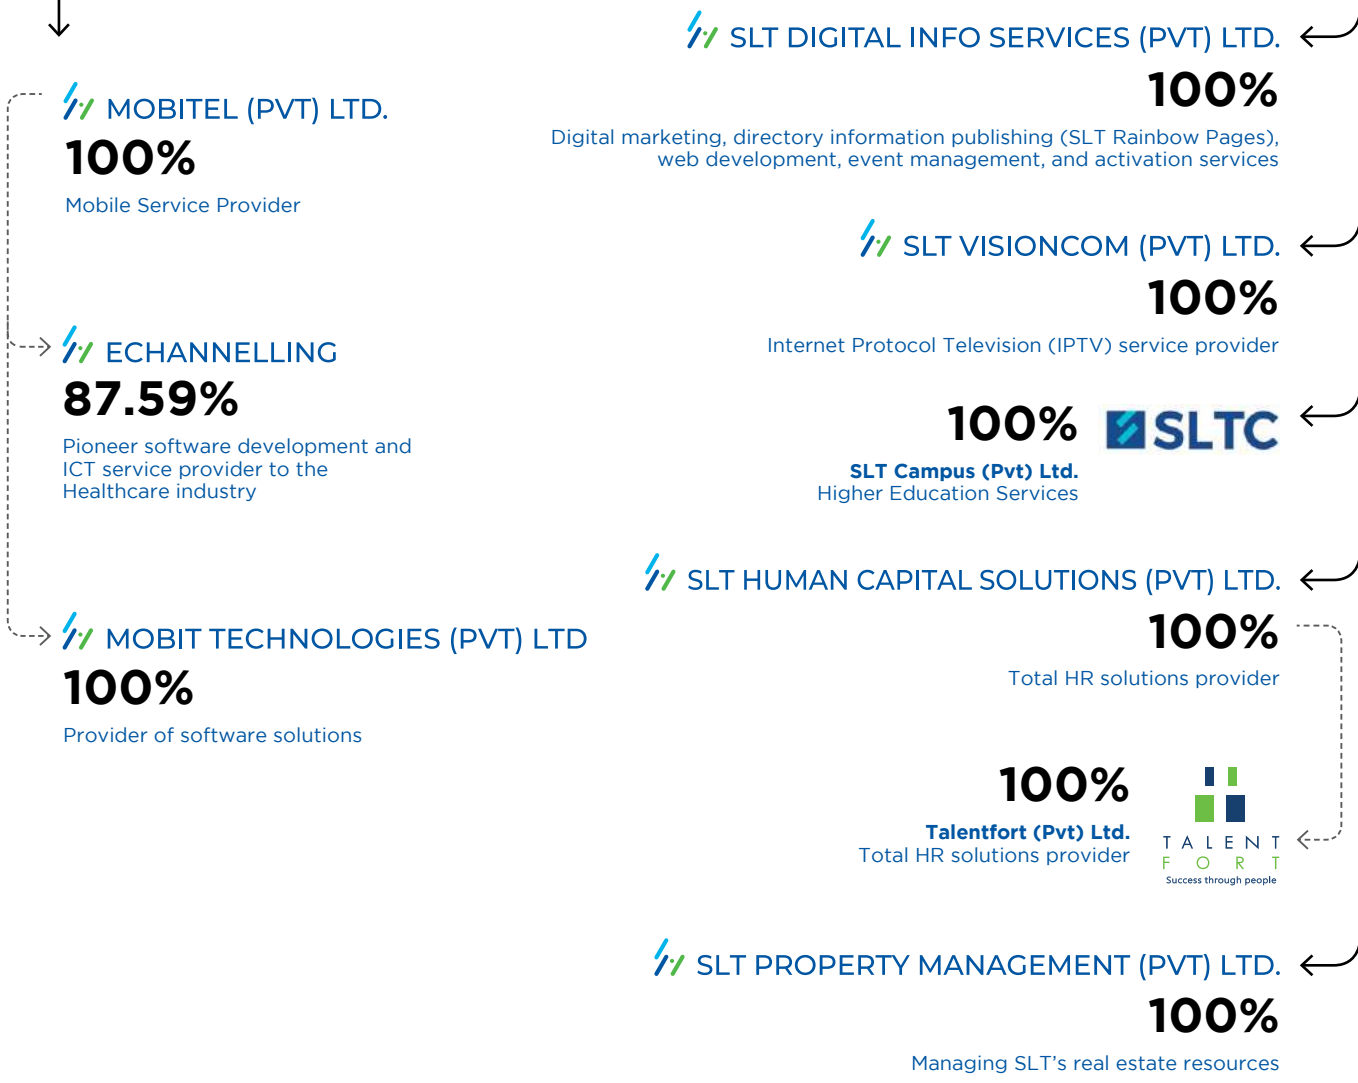 MOBITEL (PVT) LTD.
100%
Mobile Service Provider
ECHANNELLING
87.59%
Pioneer software development and
ICT service provider to the
Healthcare industry
MOBIT TECHNOLOGIES (PVT) LTD
100%
Provider of software solutions
SLT DIGITAL INFO SERVICES (PVT) LTD.
100%
Digital marketing, directory information publishing (SLT Rainbow Pages),
web development, event management, and activation services
SLT VISIONCOM (PVT) LTD.
100%
Internet Protocol Television (IPTV) service provider
100%
SLTC
SLT Campus (Pvt) Ltd.
Higher Education Services
SLT HUMAN CAPITAL SOLUTIONS (PVT) LTD.
100%
Total HR solutions provider
100%
Talentfort (Pvt) Ltd.
Total HR solutions provider
TALENT
FORT
Success through people
SLT PROPERTY MANAGEMENT (PVT) LTD.
100%
Managing SLT's real estate resources